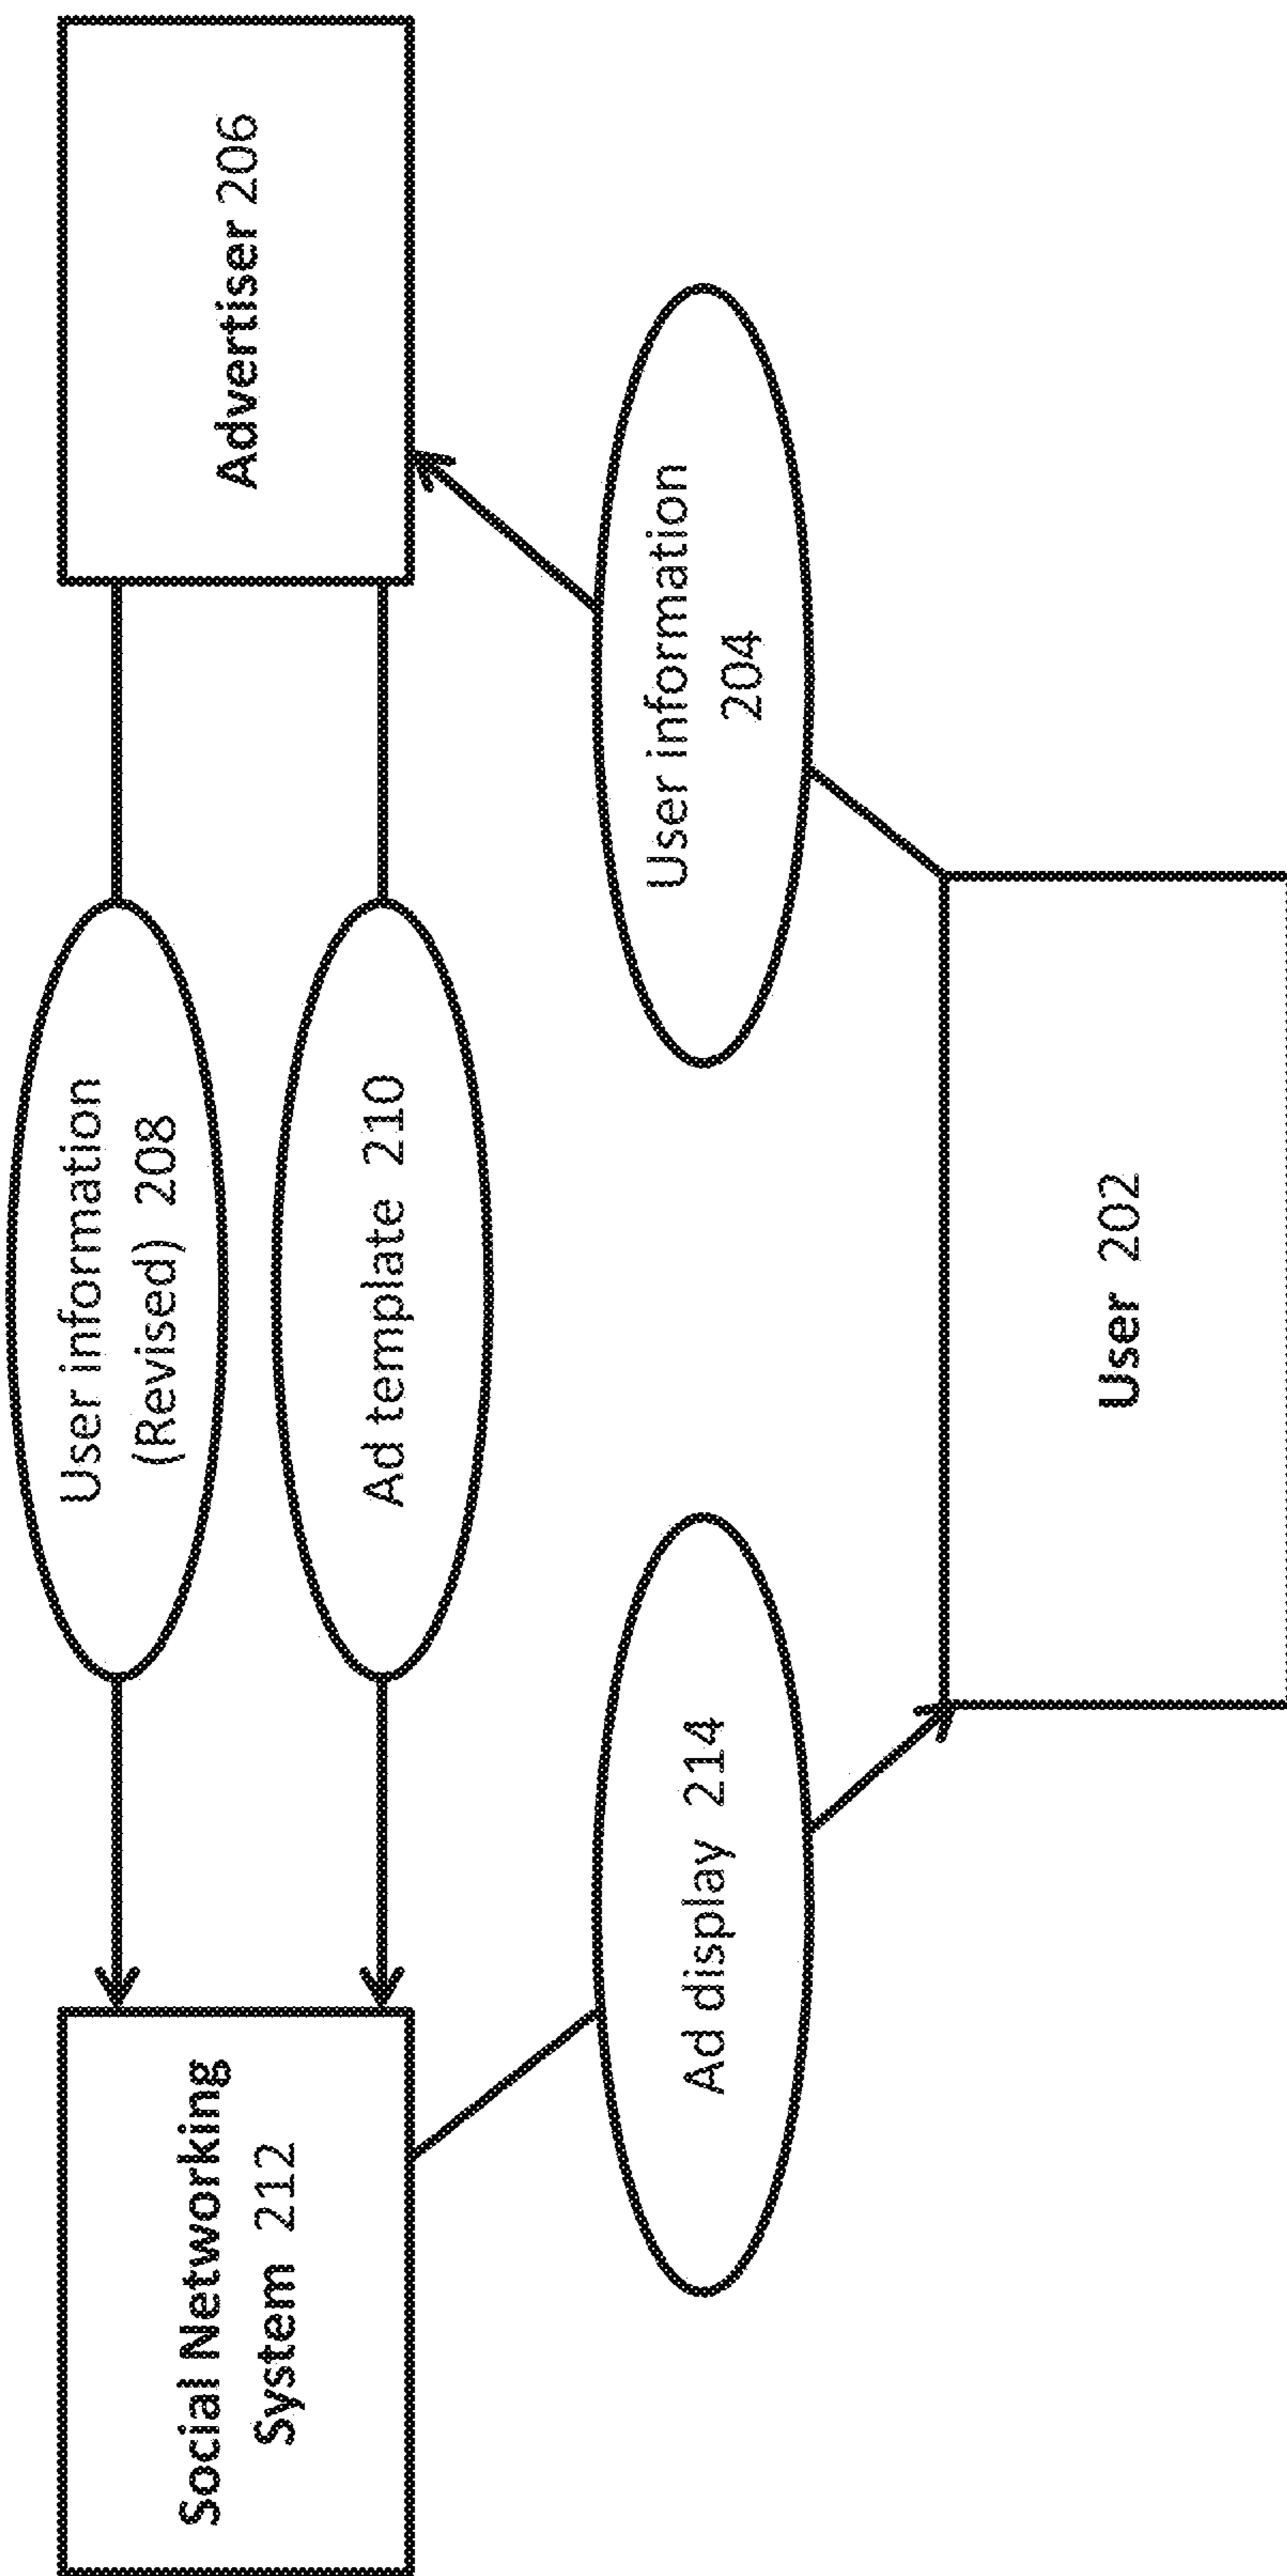 Social Networking
System 212
User information
(Revised) 208
Ad template 210
Advertiser 206
Ad display 214
User information
204
User 202